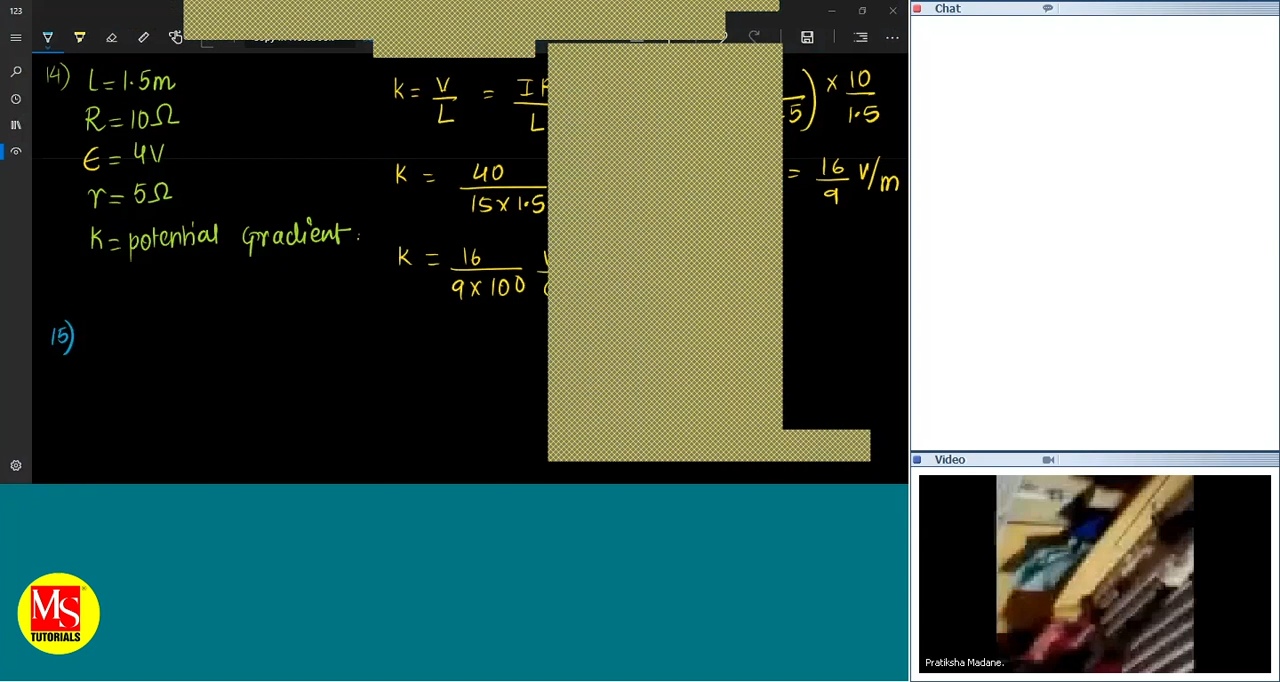 123
Chat
14) L = 1.5m
R = 10Ω
ϵ = 4V
r = 5Ω
K = potential gradient.
K = V/L = I
L
5) × 10/1.5
K = 40/15 × 1.5
= 16/9 V/m
K = 16/9 × 100
15)
Video
MS
TUTORIALS
Pratiksha Madane.